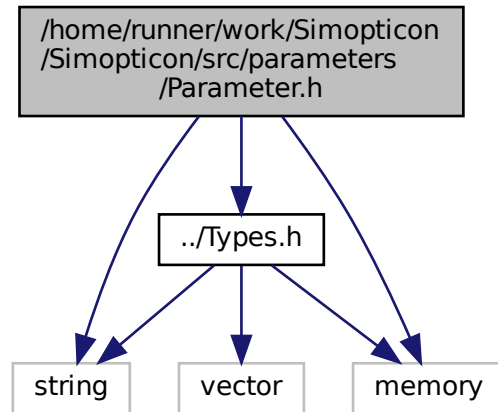 /home/runner/work/Simopticon
/Simopticon/src/parameters
/Parameter.h
../Types.h
string
vector
memory